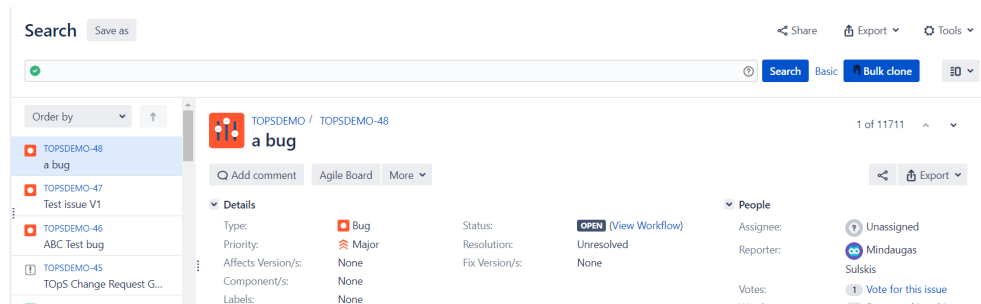 Search Save as Share Export Tools
Search Basic Bulk clone
Order by
TOPSDEMO-48
a bug
TOPSDEMO-47
Test issue V1
TOPSDEMO-46
ABC Test bug
TOPSDEMO-45
TOpS Change Request G...
TOPSDEMO / TOPSDEMO-48 1 of 11711
a bug
Add comment Agile Board More Export
Details
Type: Bug Status: OPEN (View Workflow)
Priority: Major Resolution: Unresolved
Affects Version/s: None Fix Version/s: None
Component/s: None
Labels: None
People
Assignee: Unassigned
Reporter: Mindaugas
Sulskis
Votes: 1 Vote for this issue